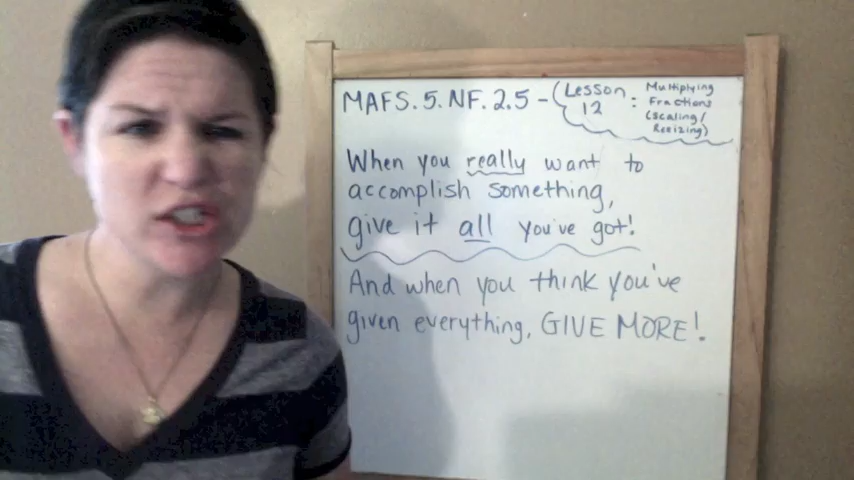 MAFS.5.NF.2.5 - Lesson 12 : Multiplying
Fractions
(Scaling/
Resizing)
When you really want to
accomplish something,
give it all you've got!
And when you think you've
given everything, GIVE MORE!